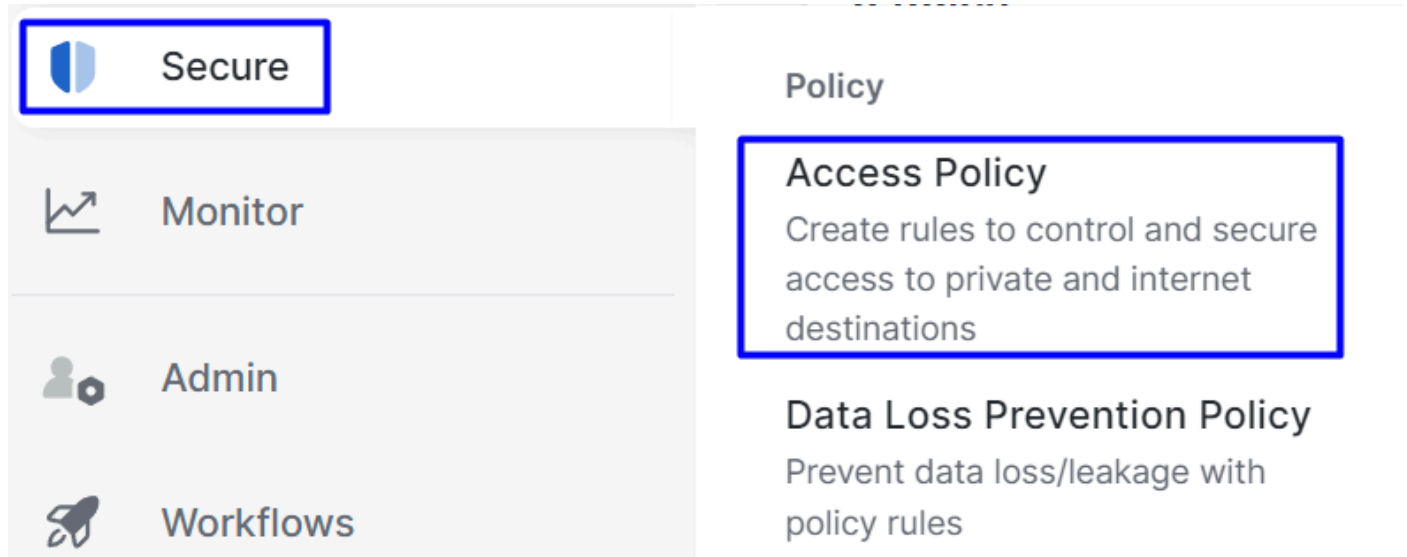 Secure
Monitor
Admin
Workflows
Policy
Access Policy
Create rules to control and secure
access to private and internet
destinations
Data Loss Prevention Policy
Prevent data loss/leakage with
policy rules